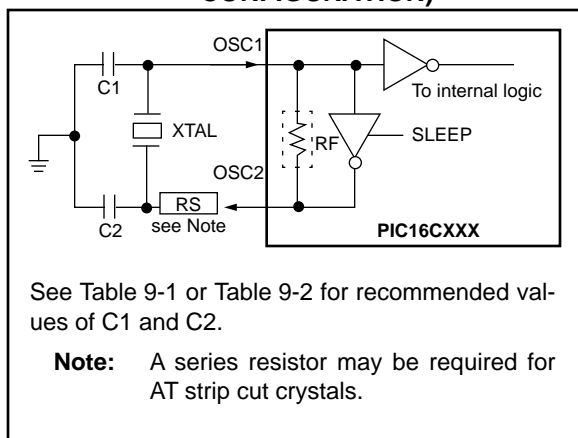 OSC1
C1
To internal logic
XTAL
RF
SLEEP
OSC2
RS
C2
see Note
PIC16CXXX
See Table 9-1 or Table 9-2 for recommended val-
ues of C1 and C2.
Note: A series resistor may be required for
AT strip cut crystals.